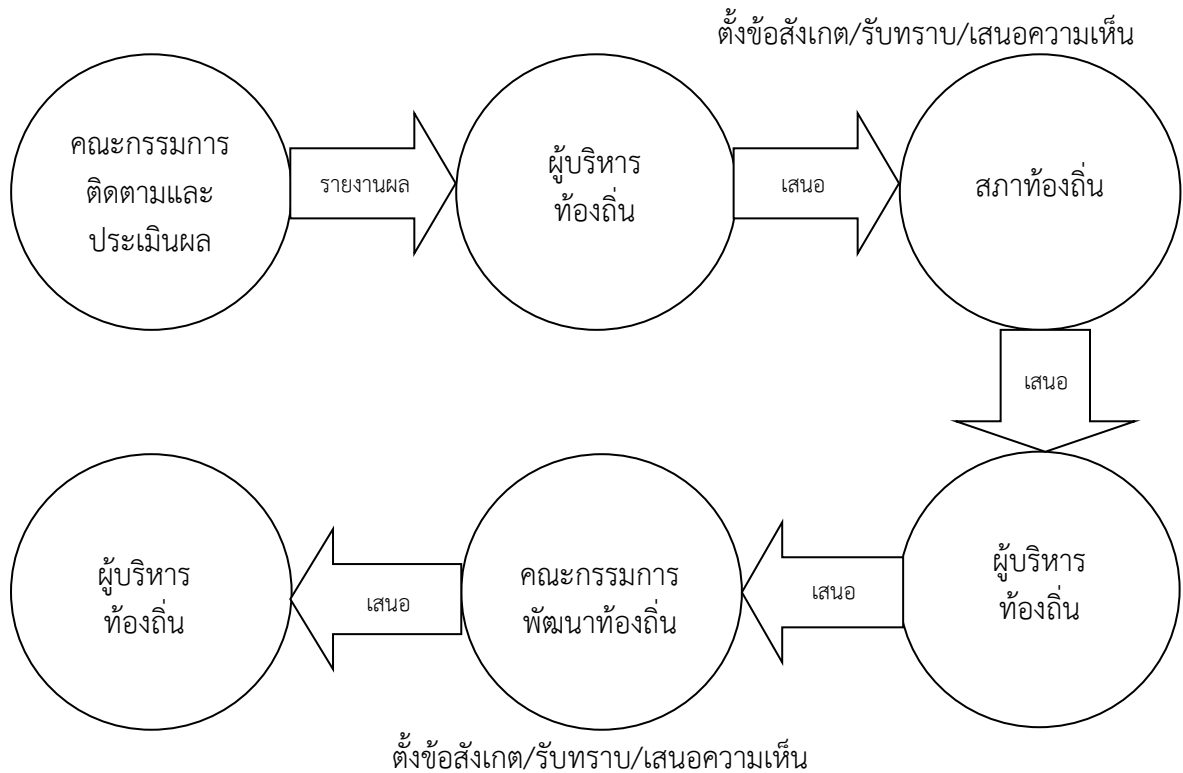 ตั้งข้อสังเกต/รับทราบ/เสนอความเห็น
คณะกรรมการ
ติดตามและ
ประเมินผล
รายงานผล
ผู้บริหาร
ท้องถิ่น
เสนอ
สภาท้องถิ่น
เสนอ
ผู้บริหาร
ท้องถิ่น
เสนอ
คณะกรรมการ
พัฒนาท้องถิ่น
เสนอ
ผู้บริหาร
ท้องถิ่น
ตั้งข้อสังเกต/รับทราบ/เสนอความเห็น